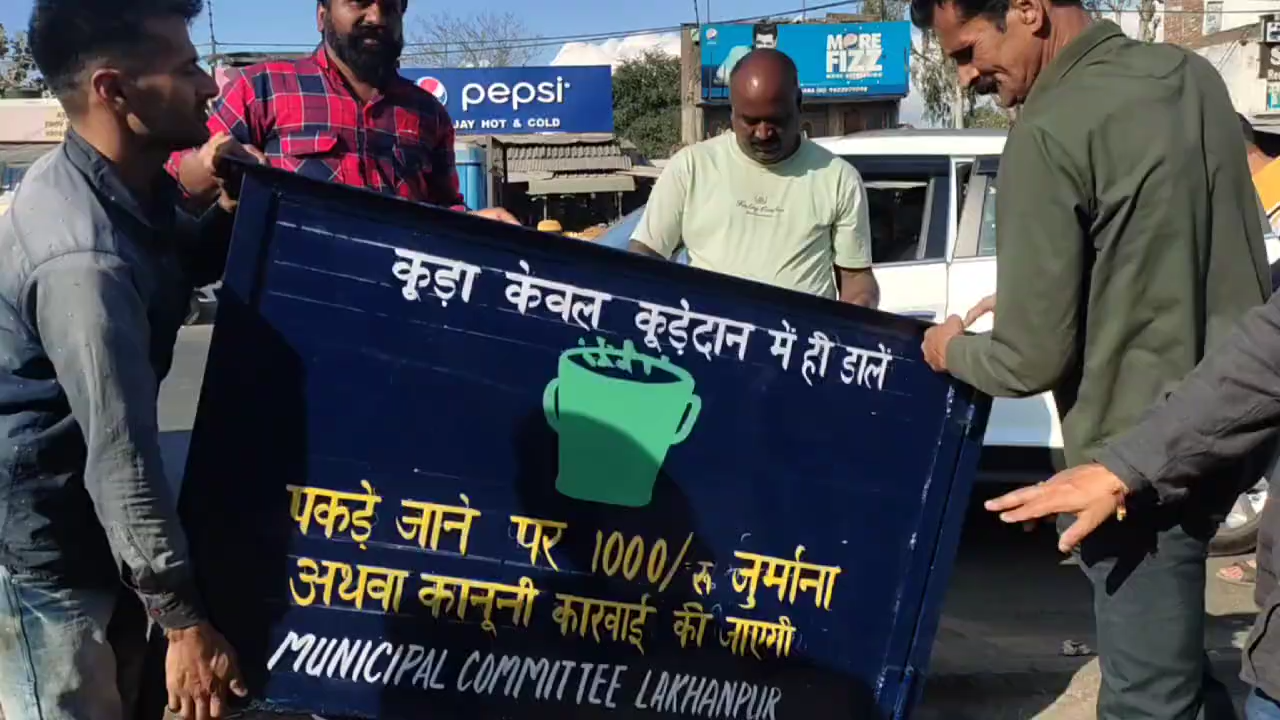 pepsi
JAY HOT & COLD
MORE
FIZZ
कूड़ा केवल कूड़ेदान में ही डालें
पकड़े जाने पर 1000/ रु जुर्माना
अथवा कानूनी कारवाई की जाएगी
MUNICIPAL COMMITTEE LAKHANPUR